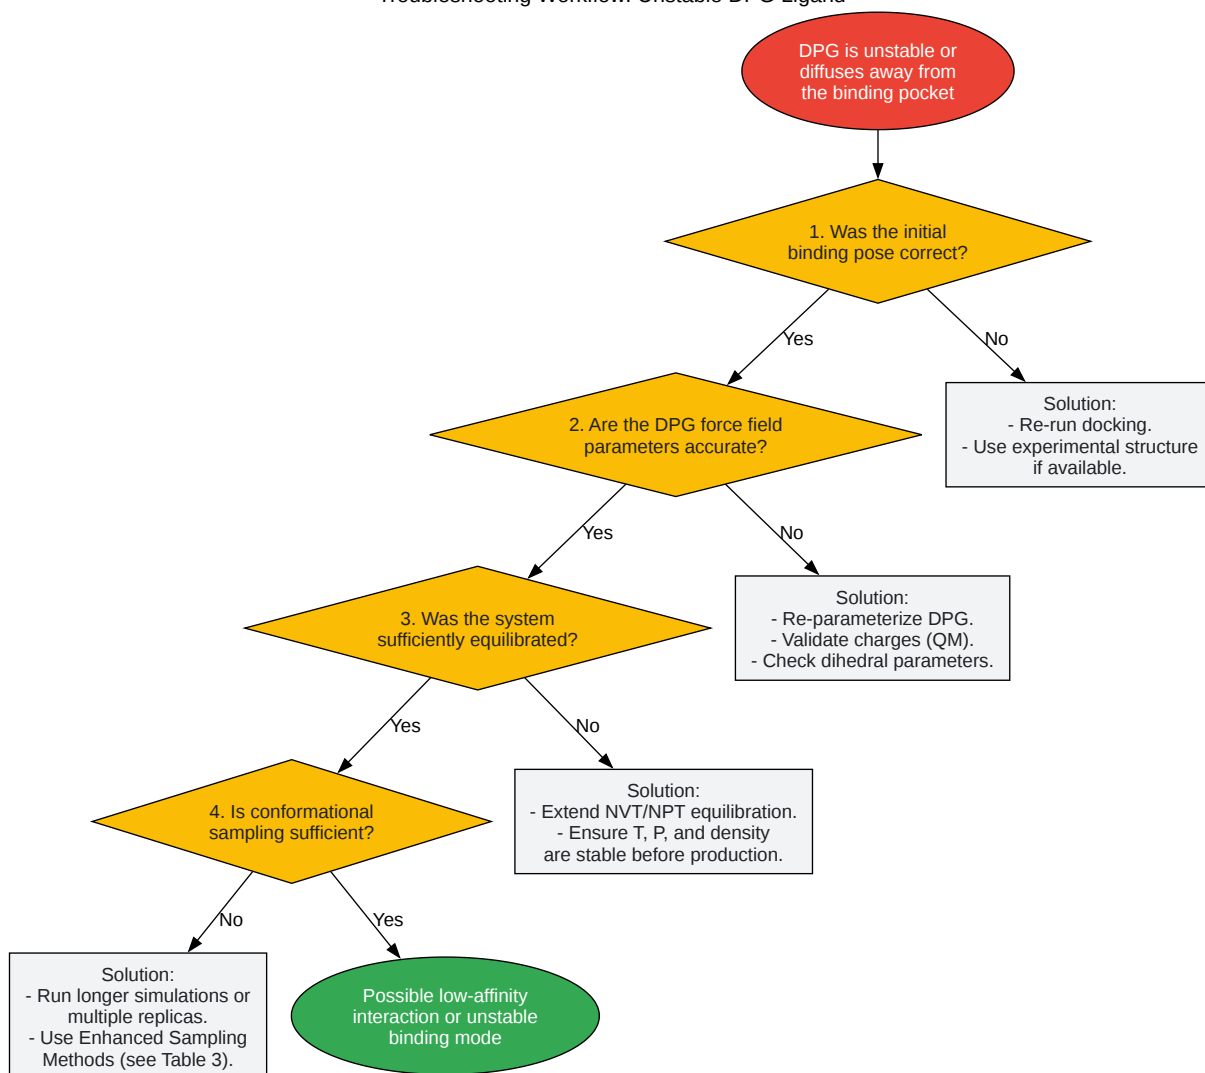 Troubleshooting Workflow: Unstable DPG Ligand
DPG is unstable or
diffuses away from
the binding pocket
1. Was the initial
binding pose correct?
Yes
No
Solution:
- Re-run docking.
- Use experimental structure
if available.
2. Are the DPG force field
parameters accurate?
Yes
No
Solution:
- Re-parameterize DPG.
- Validate charges (QM).
- Check dihedral parameters.
3. Was the system
sufficiently equilibrated?
Yes
No
Solution:
- Extend NVT/NPT equilibration.
- Ensure T, P, and density
are stable before production.
4. Is conformational
sampling sufficient?
No
Yes
Solution:
- Run longer simulations or
multiple replicas.
- Use Enhanced Sampling
Methods (see Table 3).
Possible low-affinity
interaction or unstable
binding mode